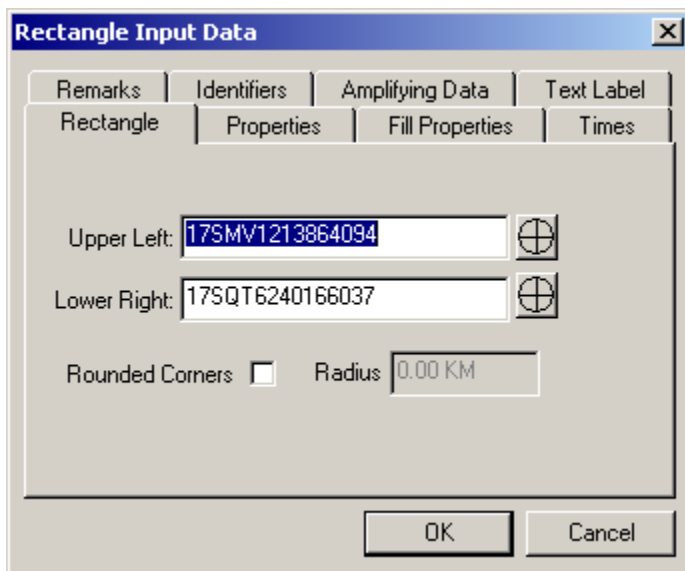 Rectangle Input Data
Remarks Identifiers Amplifying Data Text Label
Rectangle Properties Fill Properties Times
Upper Left: 17SMV1213864094
Lower Right: 17SQT6240166037
Rounded Corners Radius 0.00 KM
OK Cancel